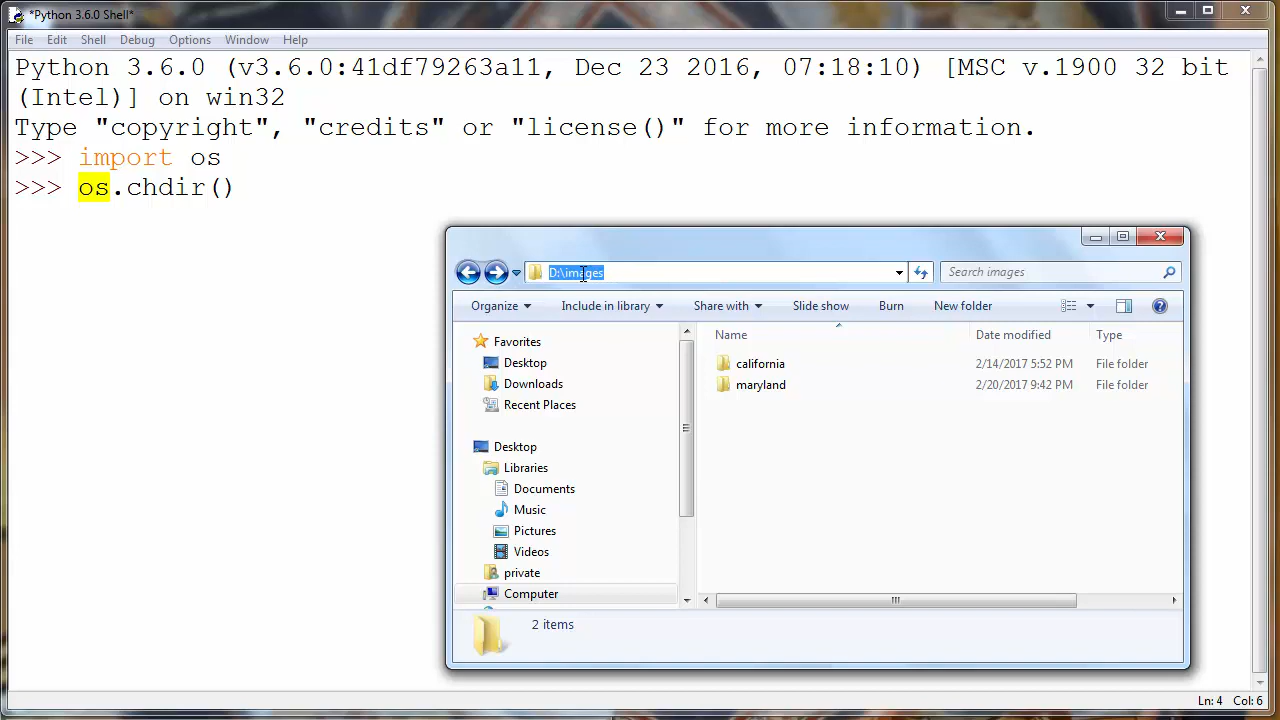 *Python 3.6.0 Shell*
File Edit Shell Debug Options Window Help
Python 3.6.0 (v3.6.0:41df79263a11, Dec 23 2016, 07:18:10) [MSC v.1900 32 bit
(Intel)] on win32
Type "copyright", "credits" or "license()" for more information.
>>> import os
>>> os.chdir()
D:\images
Search images
Organize Include in library Share with Slide show Burn New folder
Name Date modified Type
Favorites
Desktop
Downloads
Recent Places
Desktop
Libraries
Documents
Music
Pictures
Videos
private
Computer
california 2/14/2017 5:52 PM File folder
maryland 2/20/2017 9:42 PM File folder
2 items
Ln: 4 Col: 6